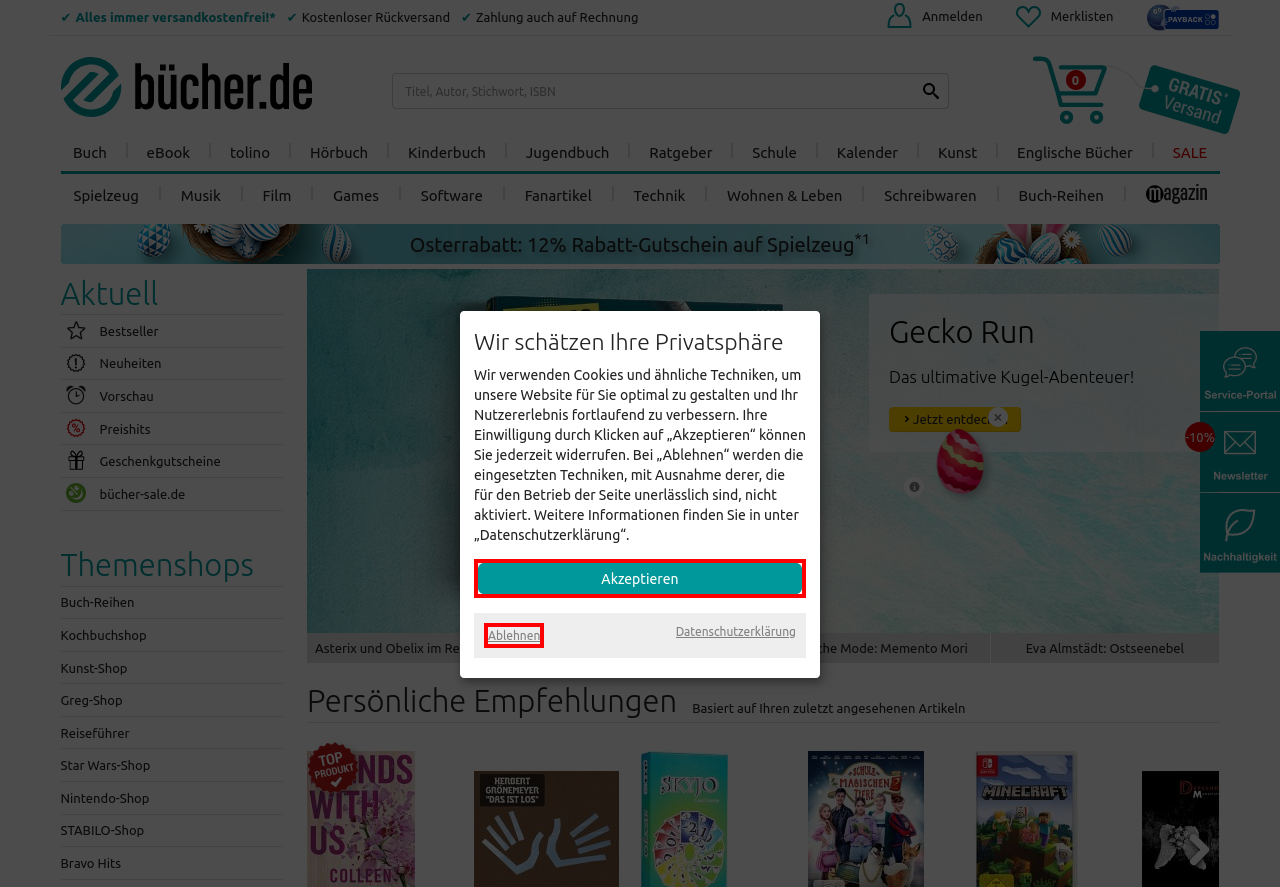 ✔ Alles immer versandkostenfrei!* ✔ Kostenloser Rückversand ✔ Zahlung auch auf Rechnung
Anmelden
Merklisten
PAYBACK
bücher.de
Titel, Autor, Stichwort, ISBN
0
GRATIS*
Versand
Buch
eBook
tolino
Hörbuch
Kinderbuch
Jugendbuch
Ratgeber
Schule
Kalender
Kunst
Englische Bücher
SALE
Spielzeug
Musik
Film
Games
Software
Fanartikel
Technik
Wohnen & Leben
Schreibwaren
Buch-Reihen
magazin
Osterrabatt: 12% Rabatt-Gutschein auf Spielzeug*1
Aktuell
Bestseller
Neuheiten
Vorschau
Preishits
Geschenkgutscheine
bücher-sale.de
Themenshops
Buch-Reihen
Kochbuchshop
Kunst-Shop
Greg-Shop
Reiseführer
Star Wars-Shop
Nintendo-Shop
STABILO-Shop
Bravo Hits
Gecko Run
Das ultimative Kugel-Abenteuer!
Jetzt entdec
Service-Portal
-10%
Newsletter
Nachhaltigkeit
Wir schätzen Ihre Privatsphäre
Wir verwenden Cookies und ähnliche Techniken, um
unsere Website für Sie optimal zu gestalten und Ihr
Nutzererlebnis fortlaufend zu verbessern. Ihre
Einwilligung durch Klicken auf „Akzeptieren“ können
Sie jederzeit widerrufen. Bei „Ablehnen“ werden die
eingesetzten Techniken, mit Ausnahme derer, die
für den Betrieb der Seite unerlässlich sind, nicht
aktiviert. Weitere Informationen finden Sie in unter
„Datenschutzerklärung“.
Akzeptieren
Ablehnen
Datenschutzerklärung
Asterix und Obelix im Re
che Mode: Memento Mori
Eva Almstädt: Ostseenebel
Persönliche Empfehlungen
Basiert auf Ihren zuletzt angesehenen Artikeln
TOP
PRODUKT
NDS
WITH
US
COLLEEN
HERBERT
GRÖNEMEYER
"DAS IST LOS"
SKYJO
SCHULE
MAGISCHEN
TIERE
MINECRAFT